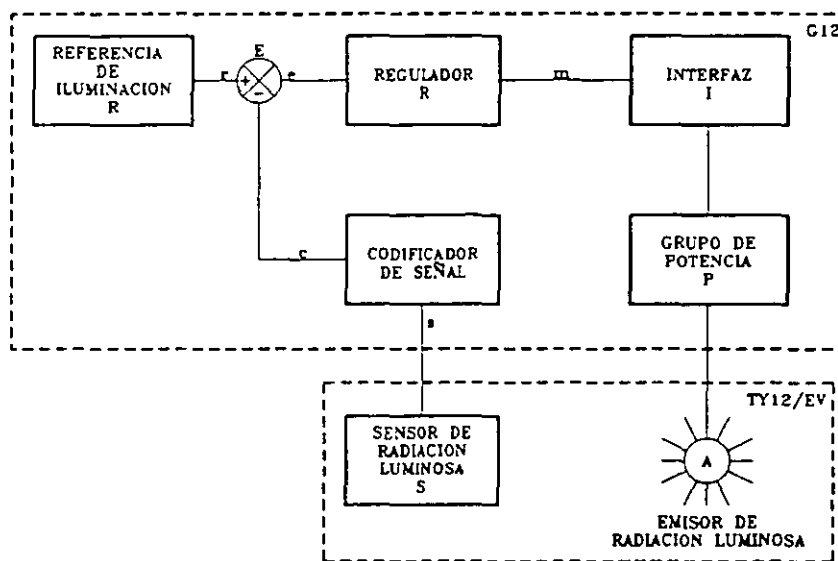 G12
REFERENCIA
DE
ILUMINACION
R
r
E
+
−
e
REGULADOR
R
m
INTERFAZ
I
c
CODIFICADOR
DE SEÑAL
GRUPO DE
POTENCIA
P
s
TY12/EV
SENSOR DE
RADIACION
LUMINOSA
S
A
EMISOR DE
RADIACION LUMINOSA